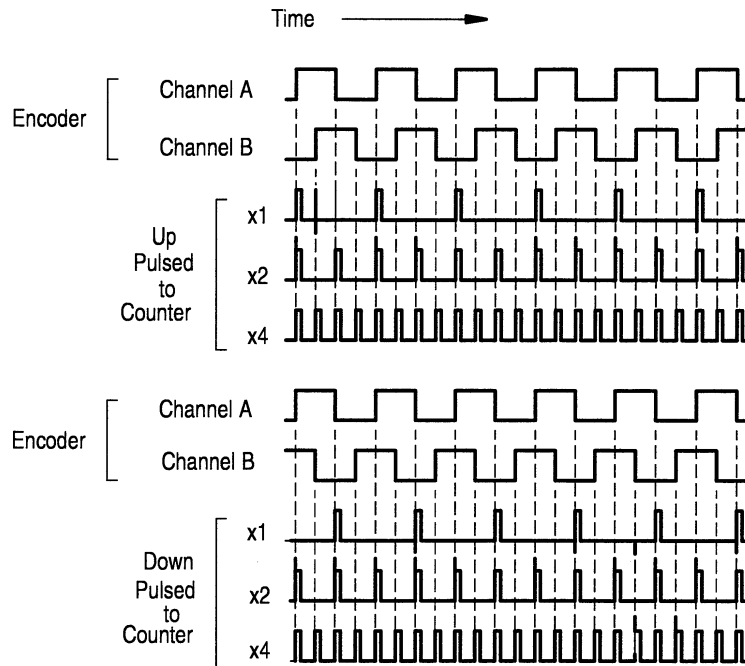 Time
Channel A
Encoder
Channel B
x1
Up
Pulsed
to
Counter
x2
x4
Channel A
Encoder
Channel B
x1
Down
Pulsed
to
Counter
x2
x4